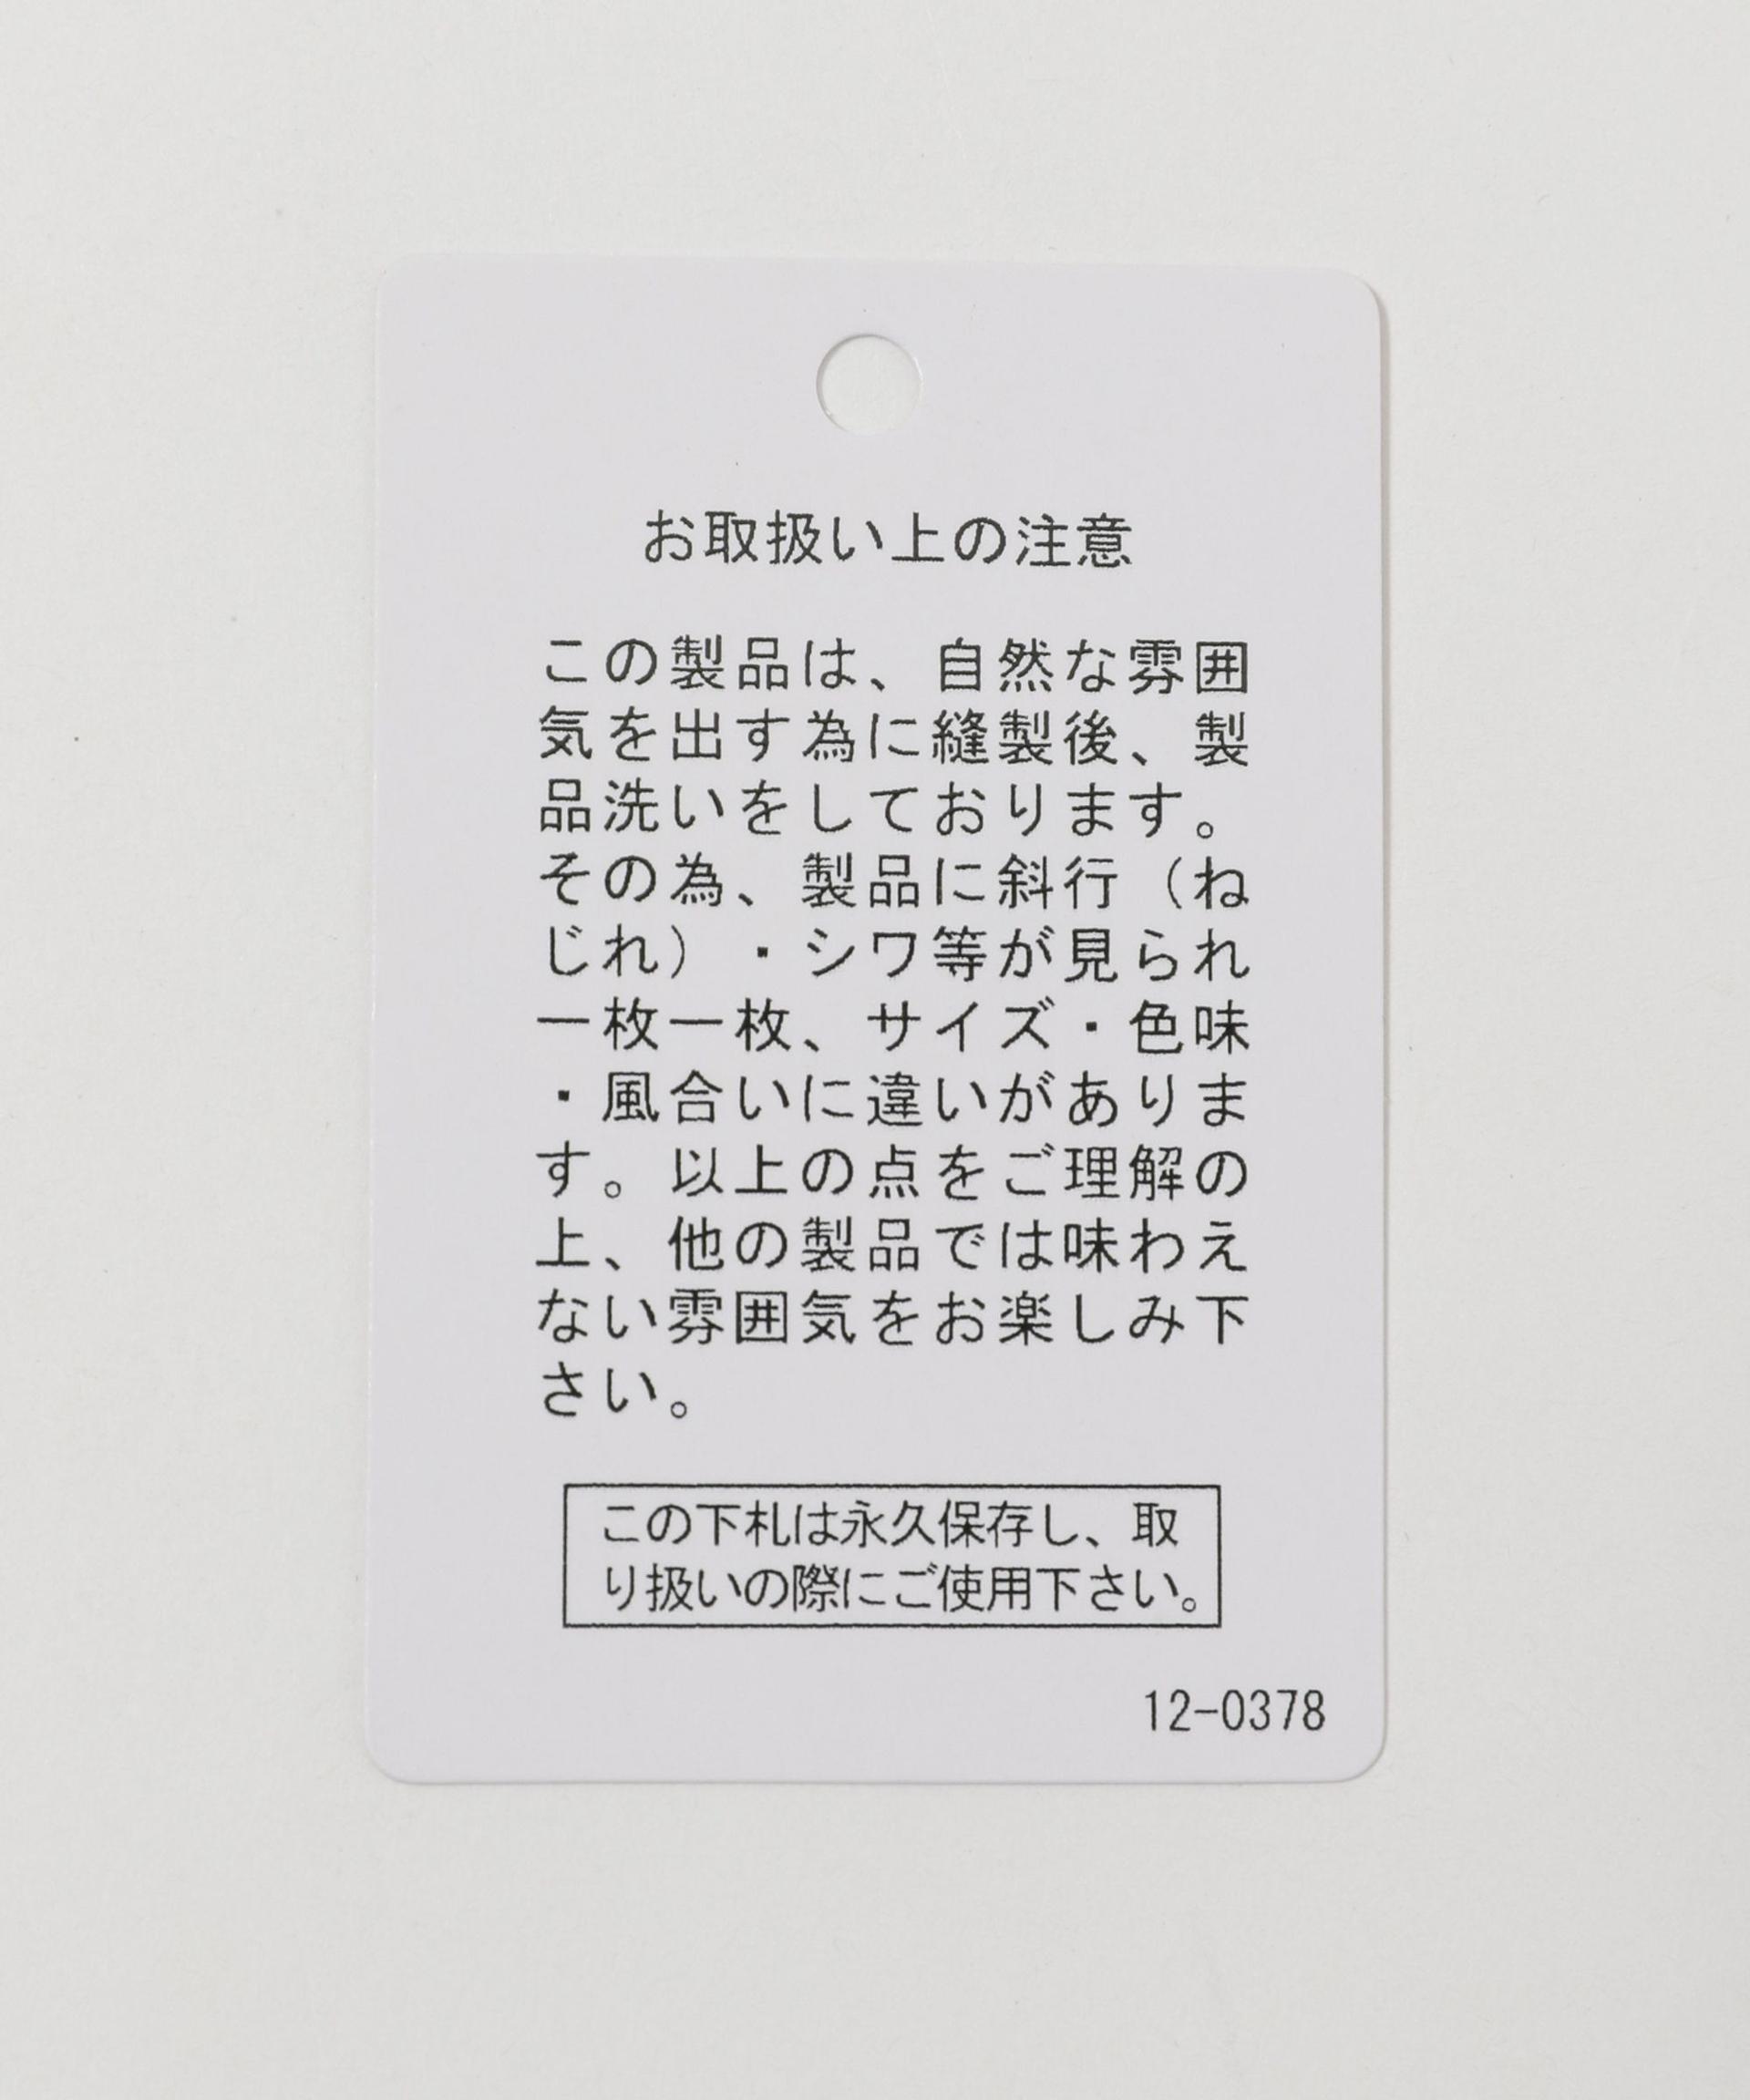 お取扱い上の注意
この製品は、自然な雰囲
気を出す為に縫製後、製
品洗いをしております。
その為、製品に斜行（ね
じれ）・シワ等が見られ
一枚一枚、サイズ・色味
・風合いに違いがありま
す。以上の点をご理解の
上、他の製品では味わえ
ない雰囲気をお楽しみ下
さい。
この下札は永久保存し、取
り扱いの際にご使用下さい。
12-0378